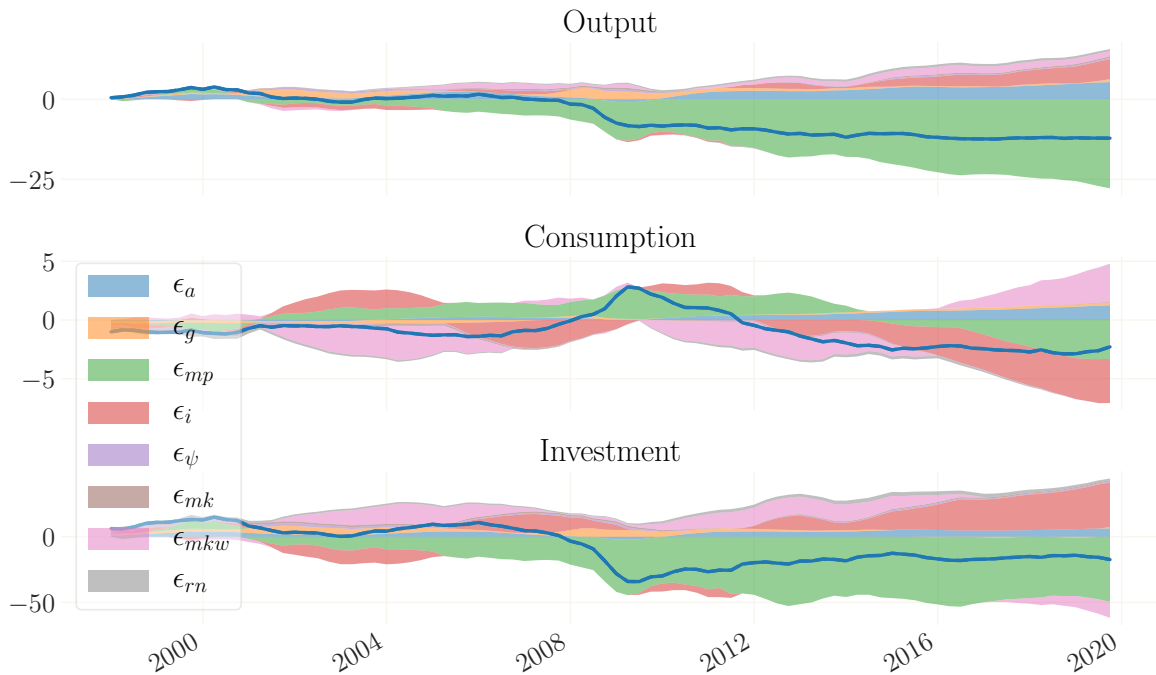 Output
0
−25
Consumption
5
0
−5
ϵ_a
ϵ_g
ϵ_mp
ϵ_i
ϵ_ψ
ϵ_mk
ϵ_mkw
ϵ_rn
Investment
0
−50
2000 2004 2008 2012 2016 2020